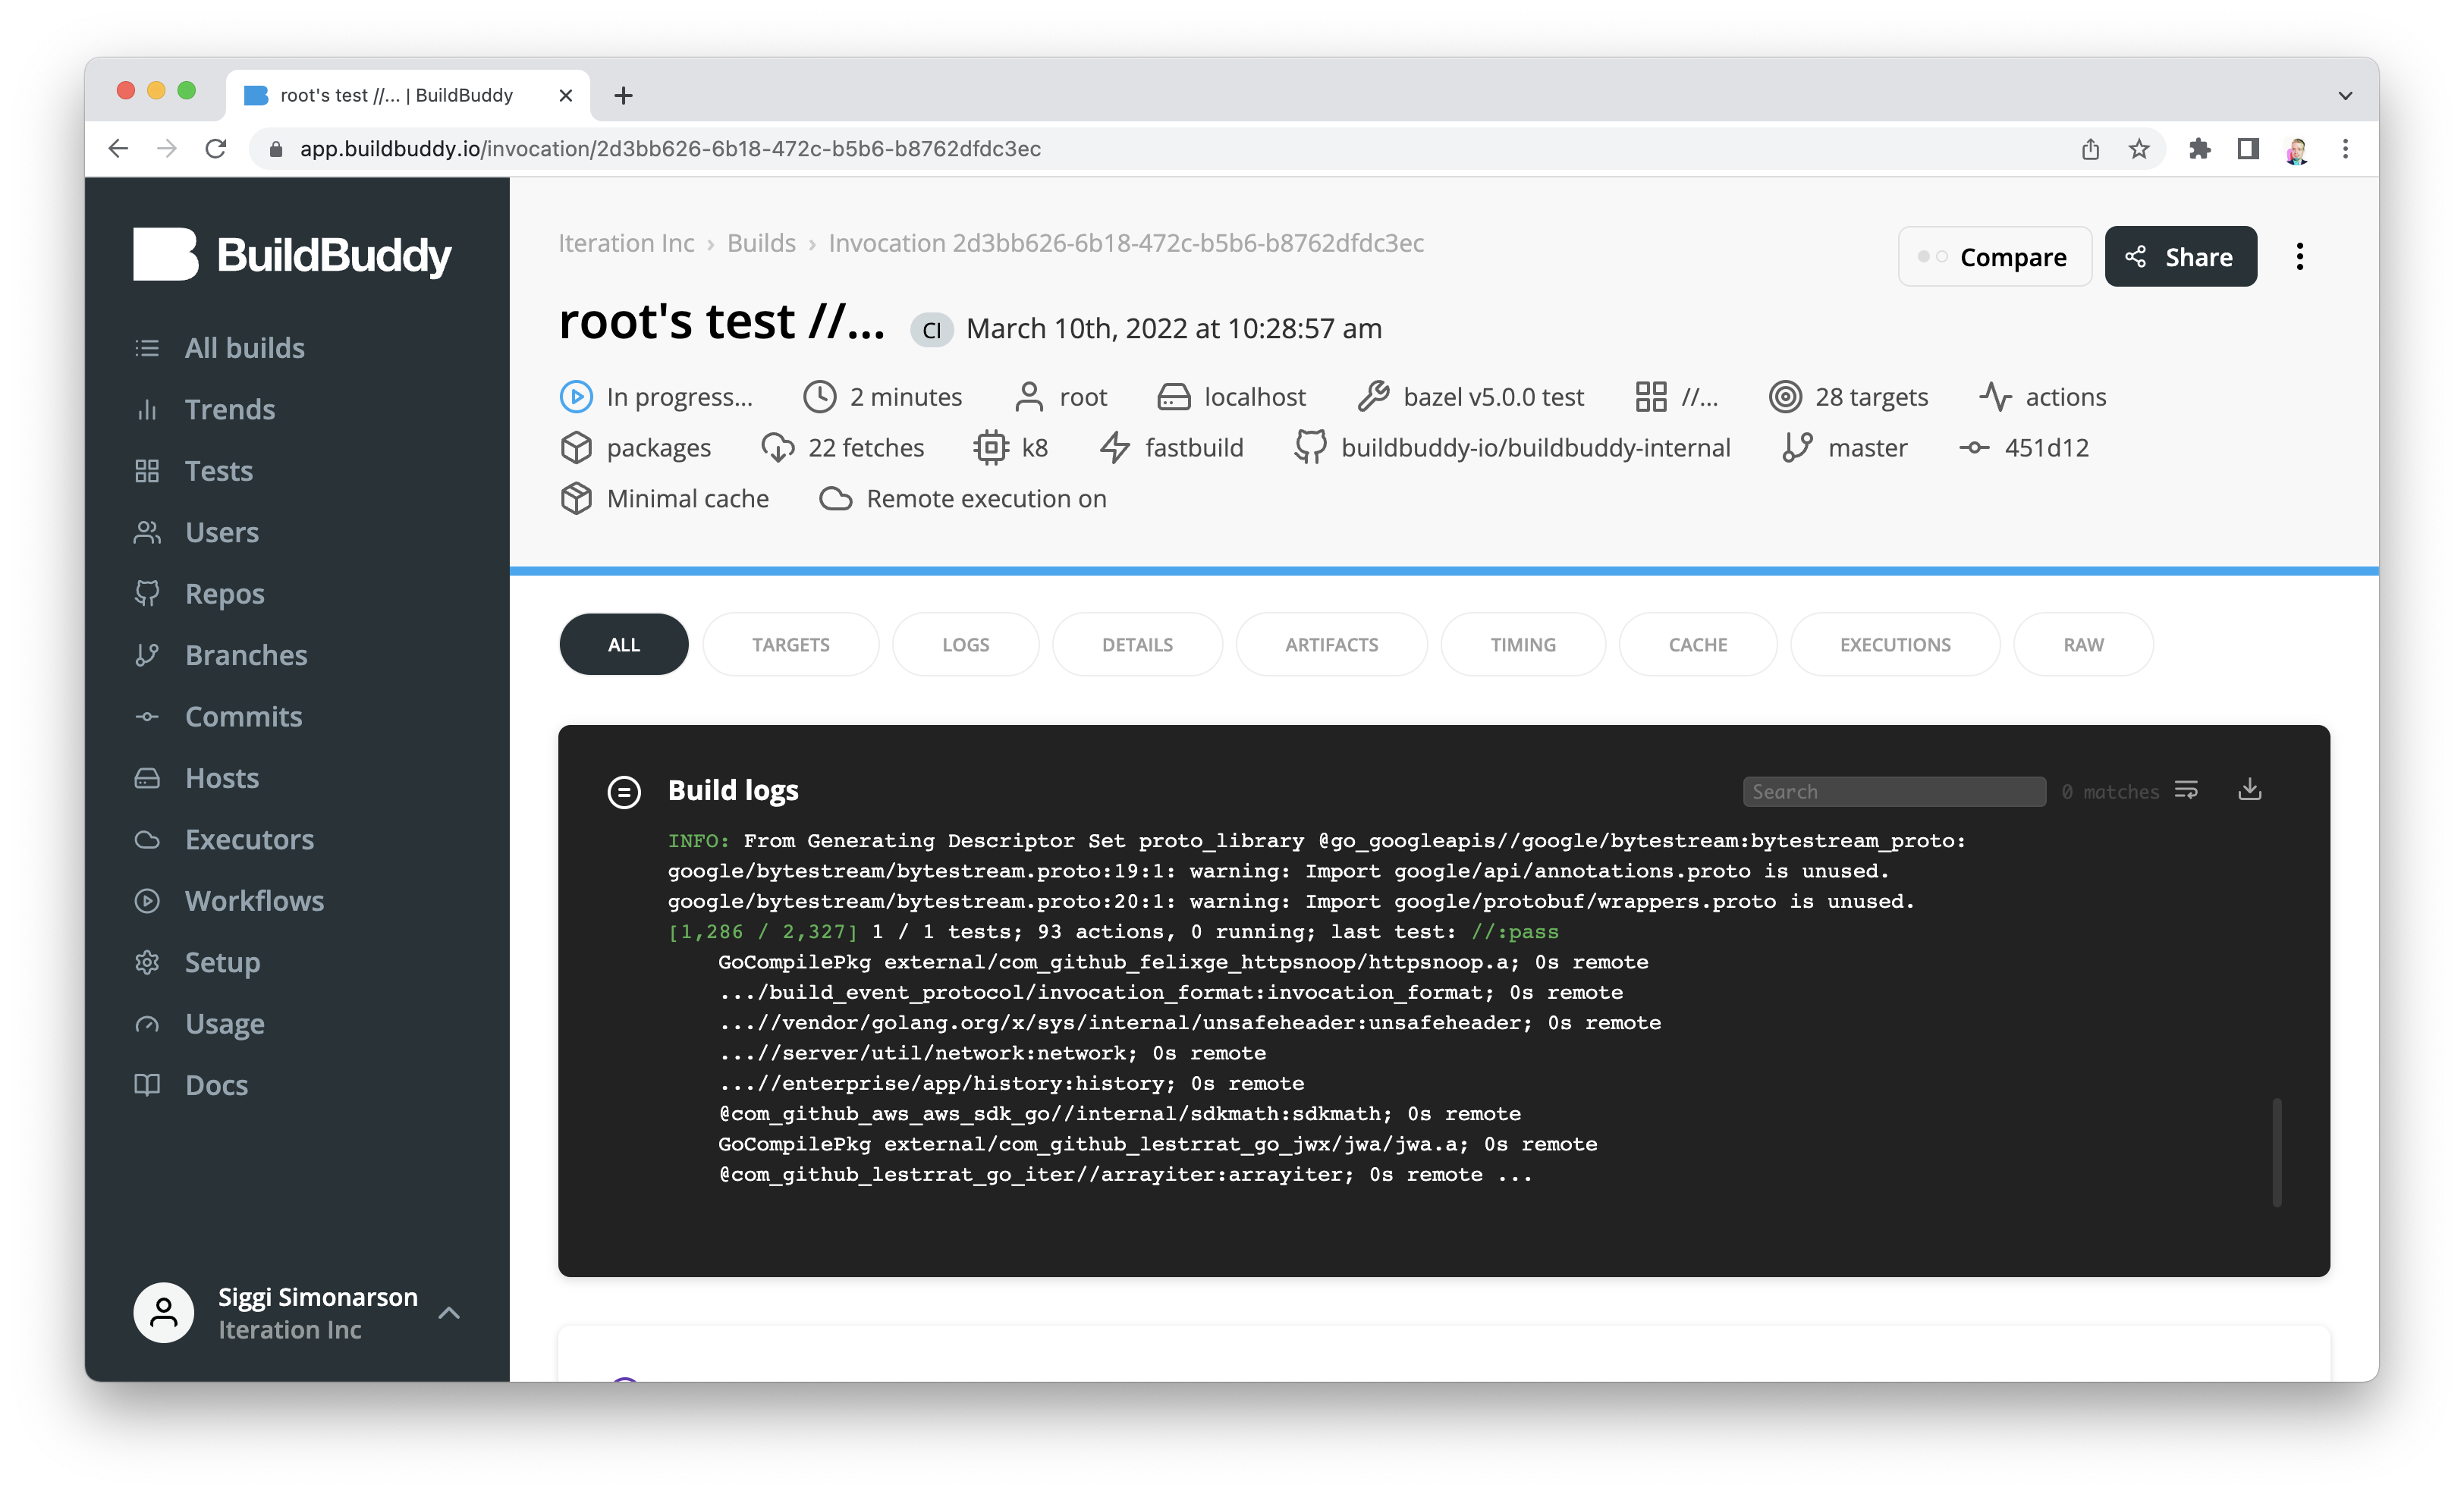 root's test //... | BuildBuddy
app.buildbuddy.io/invocation/2d3bb626-6b18-472c-b5b6-b8762dfdc3ec
BuildBuddy
All builds
Trends
Tests
Users
Repos
Branches
Commits
Hosts
Executors
Workflows
Setup
Usage
Docs
Siggi Simonarson
Iteration Inc
Iteration Inc › Builds › Invocation 2d3bb626-6b18-472c-b5b6-b8762dfdc3ec
Compare Share
root's test //... CI March 10th, 2022 at 10:28:57 am
In progress... 2 minutes root localhost bazel v5.0.0 test //... 28 targets actions
packages 22 fetches k8 fastbuild buildbuddy-io/buildbuddy-internal master 451d12
Minimal cache Remote execution on
ALL TARGETS LOGS DETAILS ARTIFACTS TIMING CACHE EXECUTIONS RAW
Build logs Search 0 matches
INFO: From Generating Descriptor Set proto_library @go_googleapis//google/bytestream:bytestream_proto:
google/bytestream/bytestream.proto:19:1: warning: Import google/api/annotations.proto is unused.
google/bytestream/bytestream.proto:20:1: warning: Import google/protobuf/wrappers.proto is unused.
[1,286 / 2,327] 1 / 1 tests; 93 actions, 0 running; last test: //:pass
GoCompilePkg external/com_github_felixge_httpsnoop/httpsnoop.a; 0s remote
.../build_event_protocol/invocation_format:invocation_format; 0s remote
...//vendor/golang.org/x/sys/internal/unsafeheader:unsafeheader; 0s remote
...//server/util/network:network; 0s remote
...//enterprise/app/history:history; 0s remote
@com_github_aws_aws_sdk_go//internal/sdkmath:sdkmath; 0s remote
GoCompilePkg external/com_github_lestrrat_go_jwx/jwa/jwa.a; 0s remote
@com_github_lestrrat_go_iter//arrayiter:arrayiter; 0s remote ...